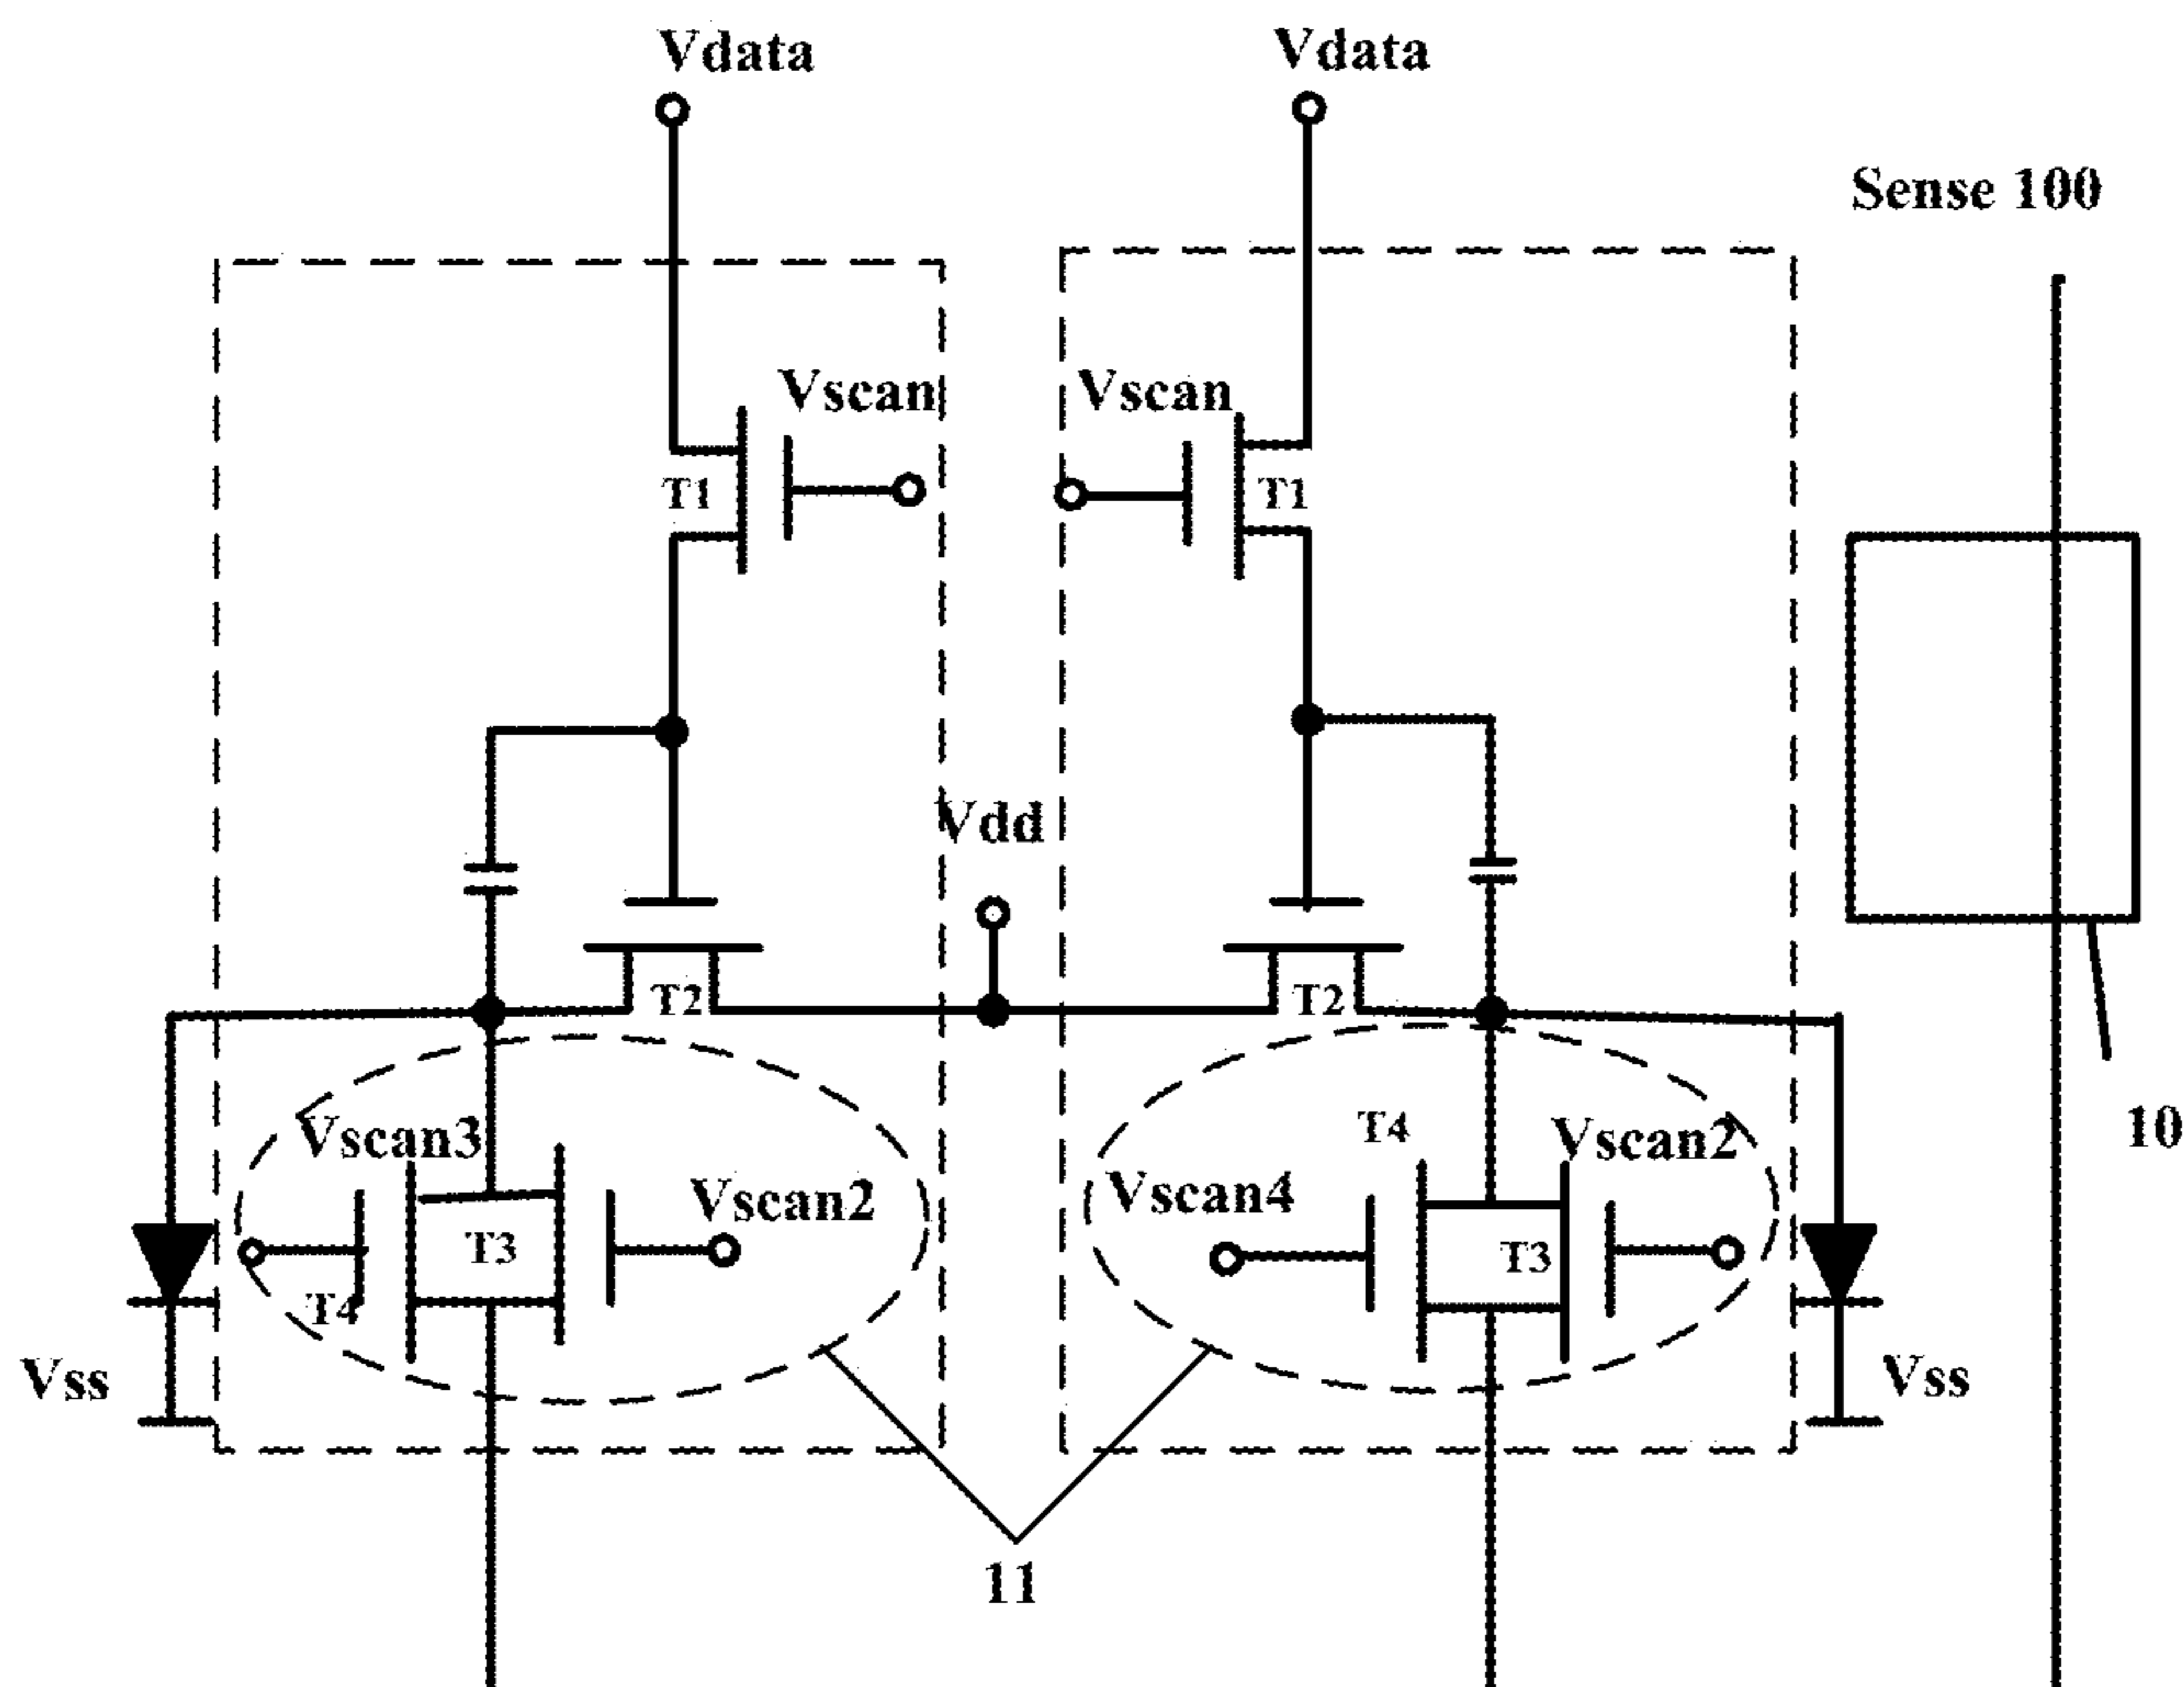 Vdata
Vdata
Sense 100
Vscan
Vscan
T1
T1
Vdd
T2
T2
Vscan3
T4
Vscan2
Vscan2
Vscan4
T3
T3
T4
Vss
Vss
10
11